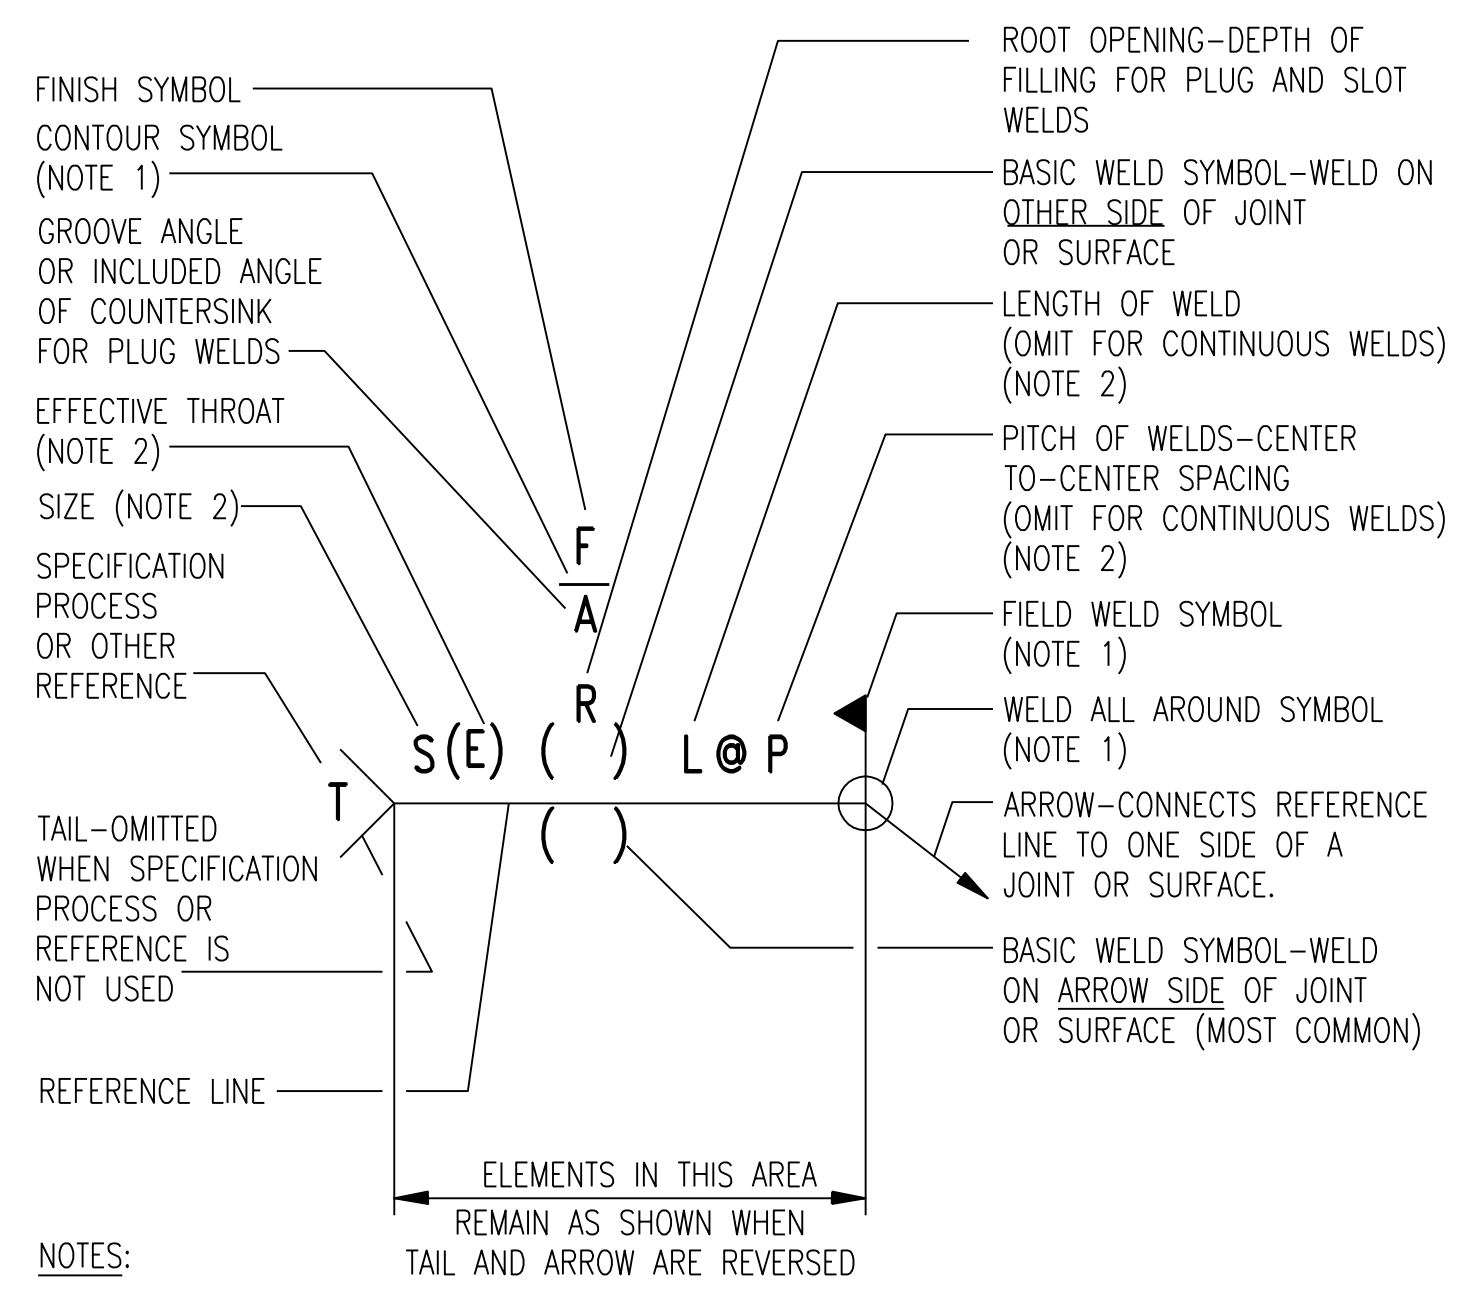 FINISH SYMBOL
CONTOUR SYMBOL
(NOTE 1)
GROOVE ANGLE
OR INCLUDED ANGLE
OF COUNTERSINK
FOR PLUG WELDS
EFFECTIVE THROAT
(NOTE 2)
SIZE (NOTE 2)
SPECIFICATION
PROCESS
OR OTHER
REFERENCE
TAIL-OMITTED
WHEN SPECIFICATION
PROCESS OR
REFERENCE IS
NOT USED
REFERENCE LINE
NOTES:
F
A
R
S(E) ( ) L@P
T
( )
ELEMENTS IN THIS AREA
REMAIN AS SHOWN WHEN
TAIL AND ARROW ARE REVERSED
ROOT OPENING-DEPTH OF
FILLING FOR PLUG AND SLOT
WELDS
BASIC WELD SYMBOL-WELD ON
OTHER SIDE OF JOINT
OR SURFACE
LENGTH OF WELD
(OMIT FOR CONTINUOUS WELDS)
(NOTE 2)
PITCH OF WELDS-CENTER
TO-CENTER SPACING
(OMIT FOR CONTINUOUS WELDS)
(NOTE 2)
FIELD WELD SYMBOL
(NOTE 1)
WELD ALL AROUND SYMBOL
(NOTE 1)
ARROW-CONNECTS REFERENCE
LINE TO ONE SIDE OF A
JOINT OR SURFACE.
BASIC WELD SYMBOL-WELD
ON ARROW SIDE OF JOINT
OR SURFACE (MOST COMMON)